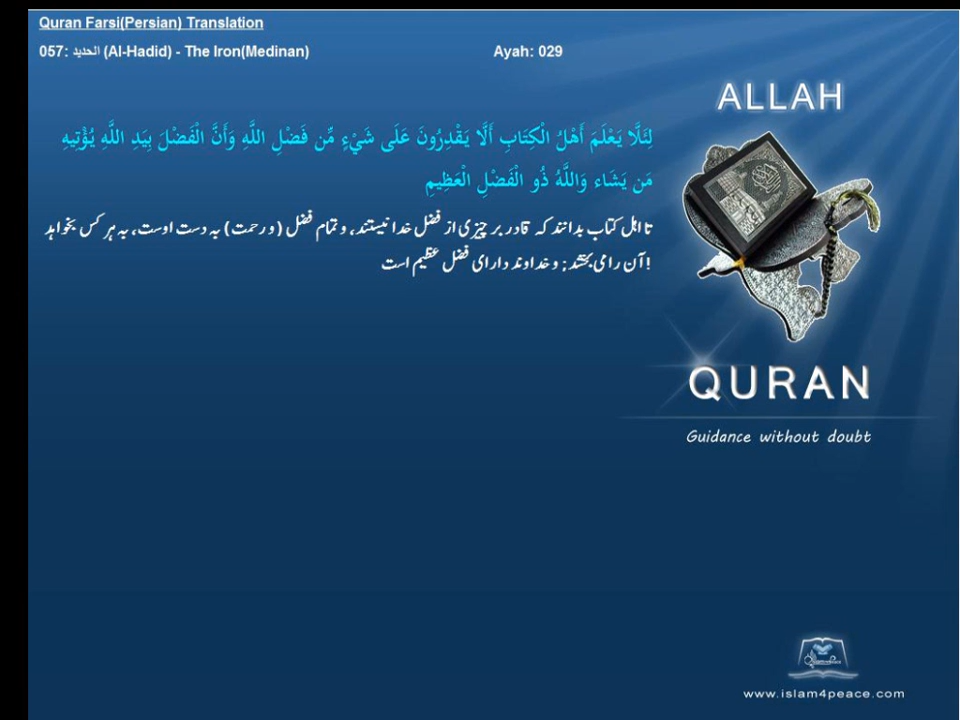 Quran Farsi(Persian) Translation
057: الحديد (Al-Hadid) - The Iron(Medinan) Ayah: 029
ALLAH
لِئَلَّا يَعْلَمَ أَهْلُ الْكِتَابِ أَلَّا يَقْدِرُونَ عَلَى شَيْءٍ مِّن فَضْلِ اللَّهِ وَأَنَّ الْفَضْلَ بِيَدِ اللَّهِ يُؤْتِيهِ
مَن يَشَاء وَاللَّهُ ذُو الْفَضْلِ الْعَظِيمِ
تا اهل کتاب بدانند که قادر بر چیزی از فضل خدا نیستند، و تمام فضل (و رحمت) به دست اوست، به هر کس بخواهد
!آن را می‌بخشد; و خداوند دارای فضل عظیم است
QURAN
Guidance without doubt
www.islam4peace.com